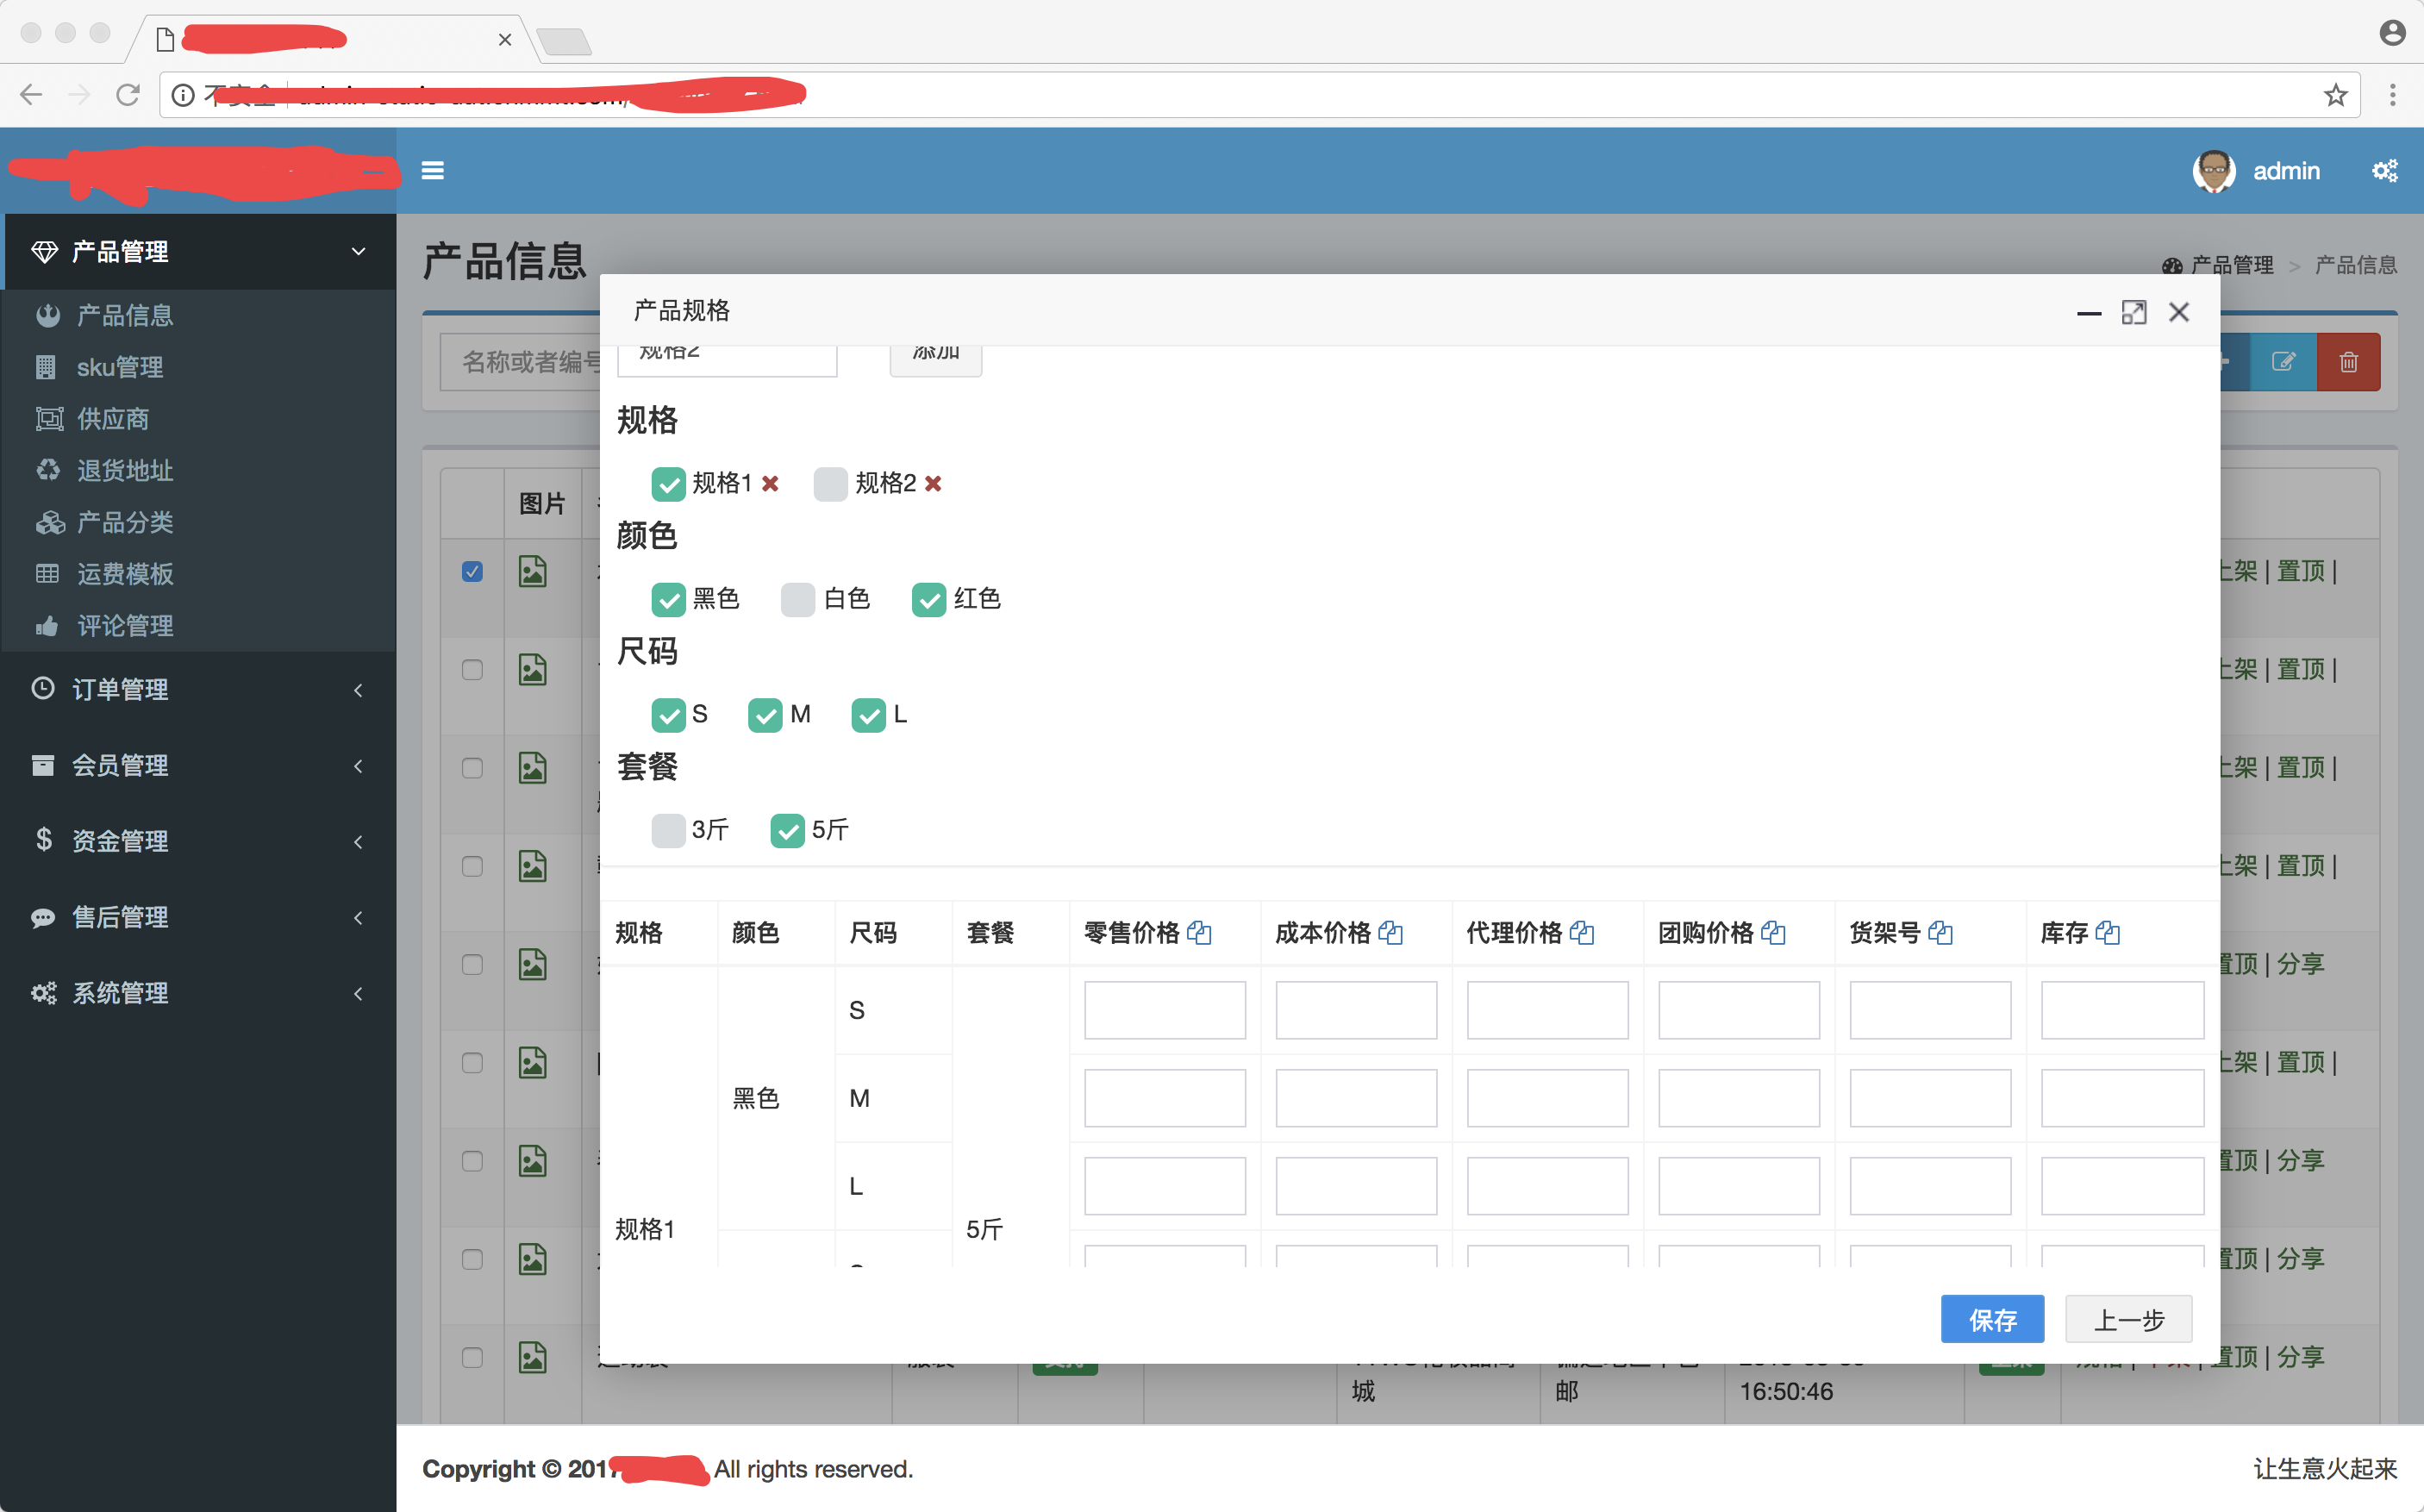 admin
产品管理
产品信息
sku管理
供应商
退货地址
产品分类
运费模板
评论管理
订单管理
会员管理
资金管理
售后管理
系统管理
产品信息
产品管理 > 产品信息
名称或者编号
图片
产品规格
规格2 添加
规格
规格1 规格2
颜色
黑色 白色 红色
尺码
S M L
套餐
3斤 5斤
规格 颜色 尺码 套餐 零售价格 成本价格 代理价格 团购价格 货架号 库存
S
黑色 M
L
规格1 5斤
保存 上一步
上架 | 置顶 |
上架 | 置顶 |
上架 | 置顶 |
上架 | 置顶 |
置顶 | 分享
上架 | 置顶 |
置顶 | 分享
置顶 | 分享
置顶 | 分享
城 邮 16:50:46
Copyright © 2017 All rights reserved.
让生意火起来